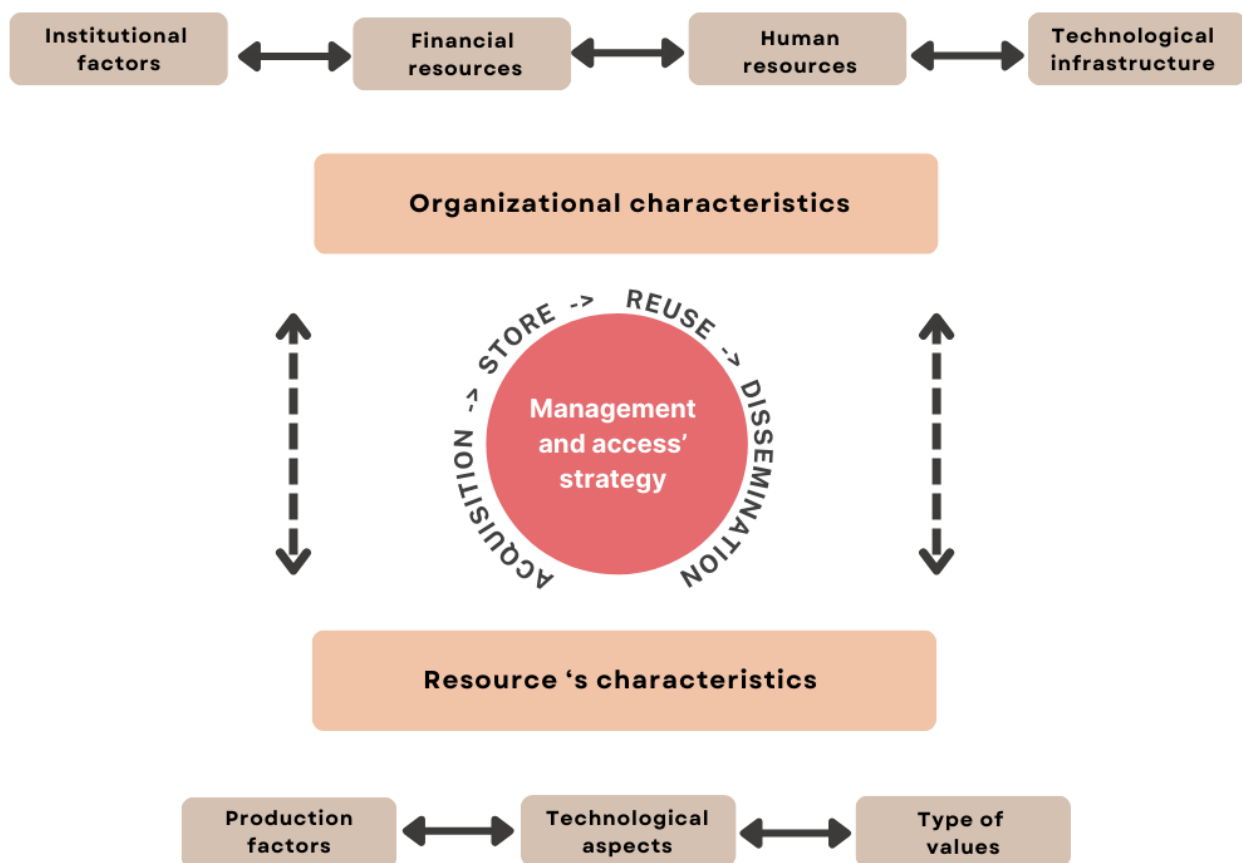 Institutional
factors
Financial
resources
Human
resources
Technological
infrastructure
Organizational characteristics
ACQUISITION -> STORE -> REUSE -> DISSEMINATION
Management
and access’
strategy
Resource ‘s characteristics
Production
factors
Technological
aspects
Type of
values